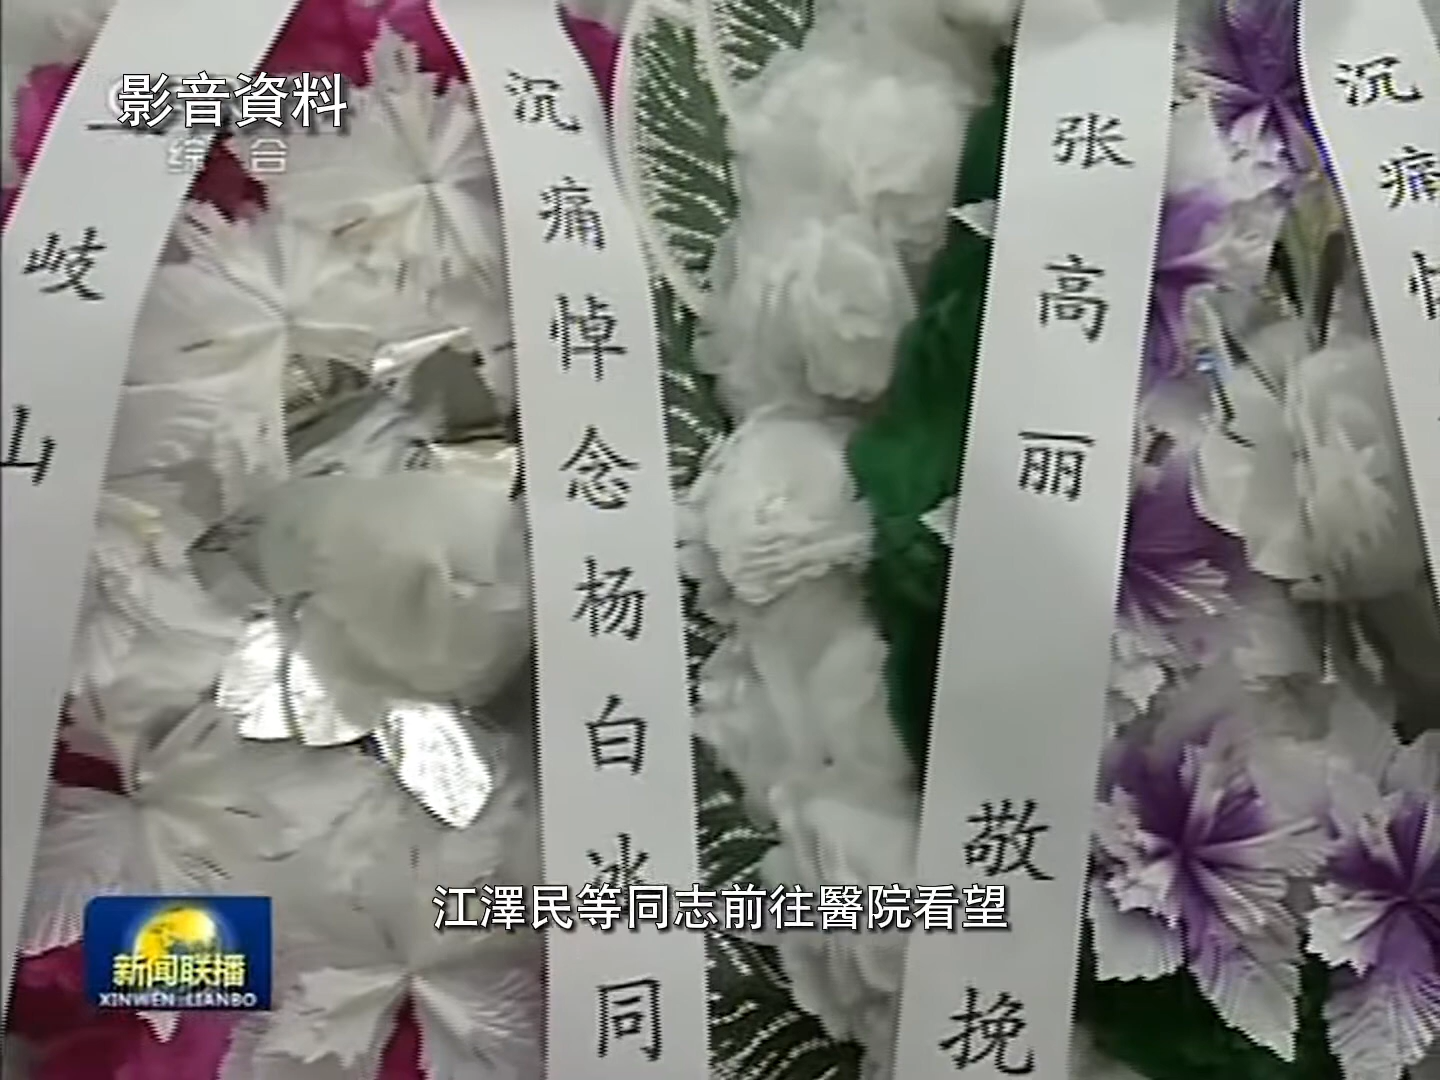 影音資料
综合
岐山
沉痛悼念杨白冰同
张高丽 敬挽
沉痛悼
江澤民等同志前往醫院看望
新闻联播
XINWEN LIANBO